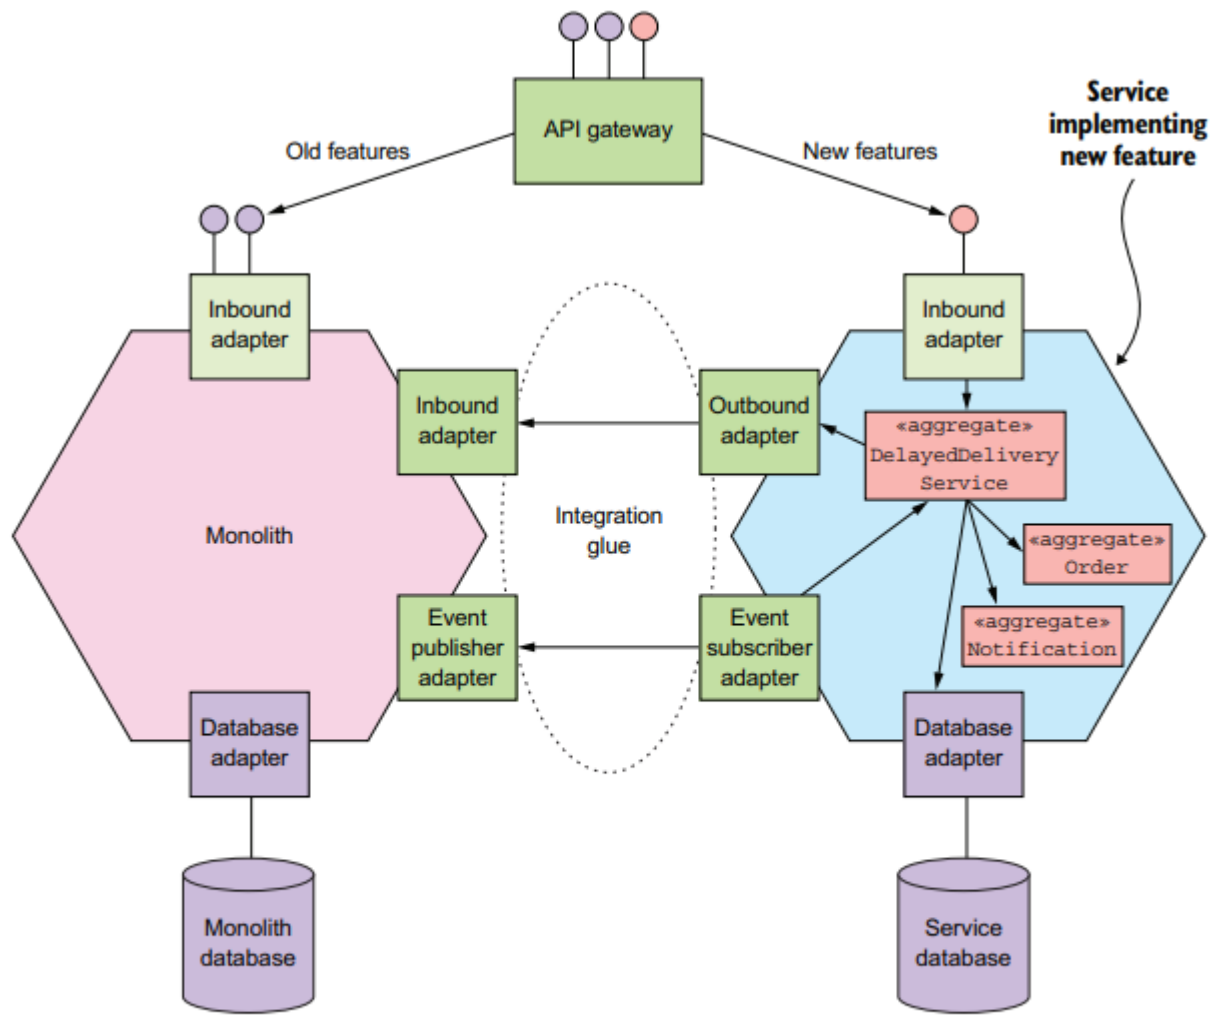 API gateway
Old features
New features
Service
implementing
new feature
Inbound
adapter
Inbound
adapter
Inbound
adapter
Outbound
adapter
«aggregate»
DelayedDelivery
Service
Monolith
Integration
glue
«aggregate»
Order
Event
publisher
adapter
Event
subscriber
adapter
«aggregate»
Notification
Database
adapter
Database
adapter
Monolith
database
Service
database